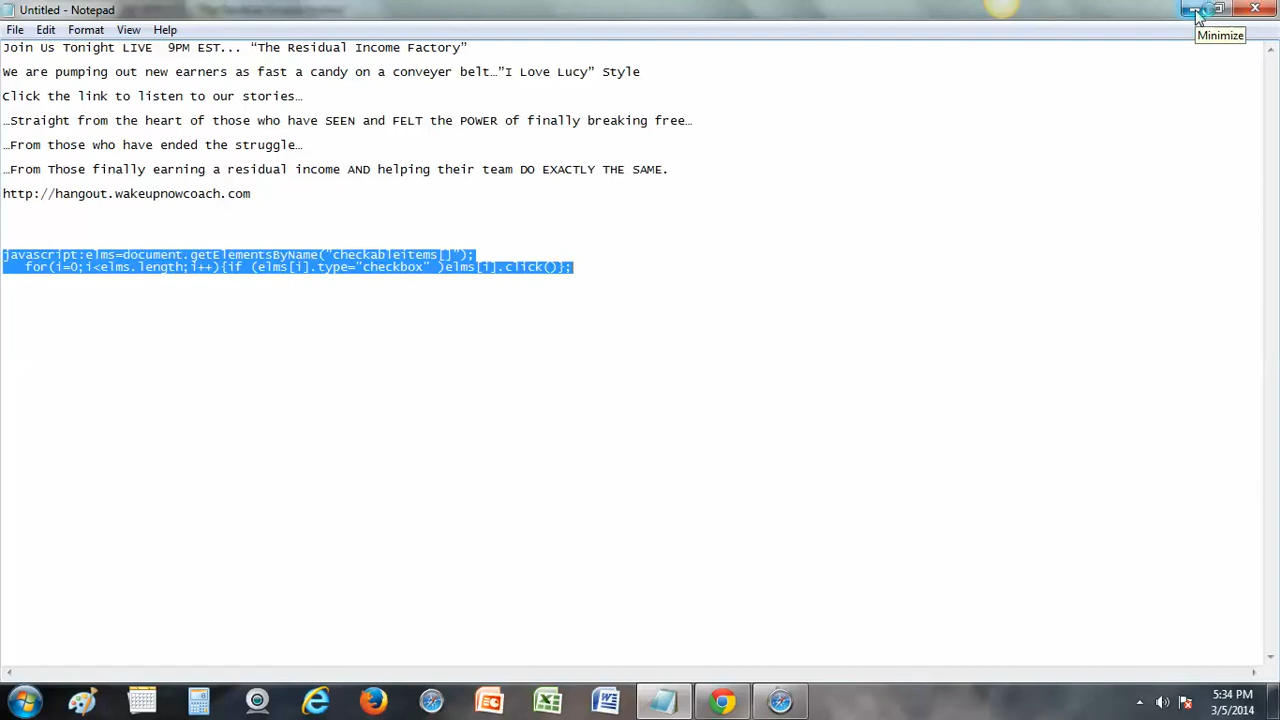 Untitled - Notepad
File Edit Format View Help
Minimize
Join Us Tonight LIVE  9PM EST... “The Residual Income Factory”
We are pumping out new earners as fast a candy on a conveyer belt…”I Love Lucy” Style
Click the link to listen to our stories…
…Straight from the heart of those who have SEEN and FELT the POWER of finally breaking free…
…From those who have ended the struggle…
…From Those finally earning a residual income AND helping their team DO EXACTLY THE SAME.
http://hangout.wakeupnowcoach.com
javascript:elms=document.getElementsByName("checkableitems[]");
for(i=0;i<elms.length;i++){if (elms[i].type="checkbox" )elms[i].click()};
5:34 PM
3/5/2014